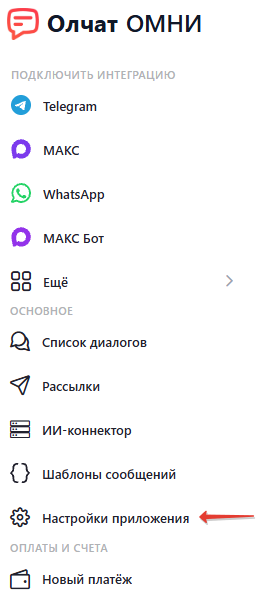 Олчат ОМНИ
ПОДКЛЮЧИТЬ ИНТЕГРАЦИЮ
Telegram
МАКС
WhatsApp
МАКС Бот
Ещё
ОСНОВНОЕ
Список диалогов
Рассылки
ИИ-коннектор
Шаблоны сообщений
Настройки приложения
ОПЛАТЫ И СЧЕТА
Новый платёж